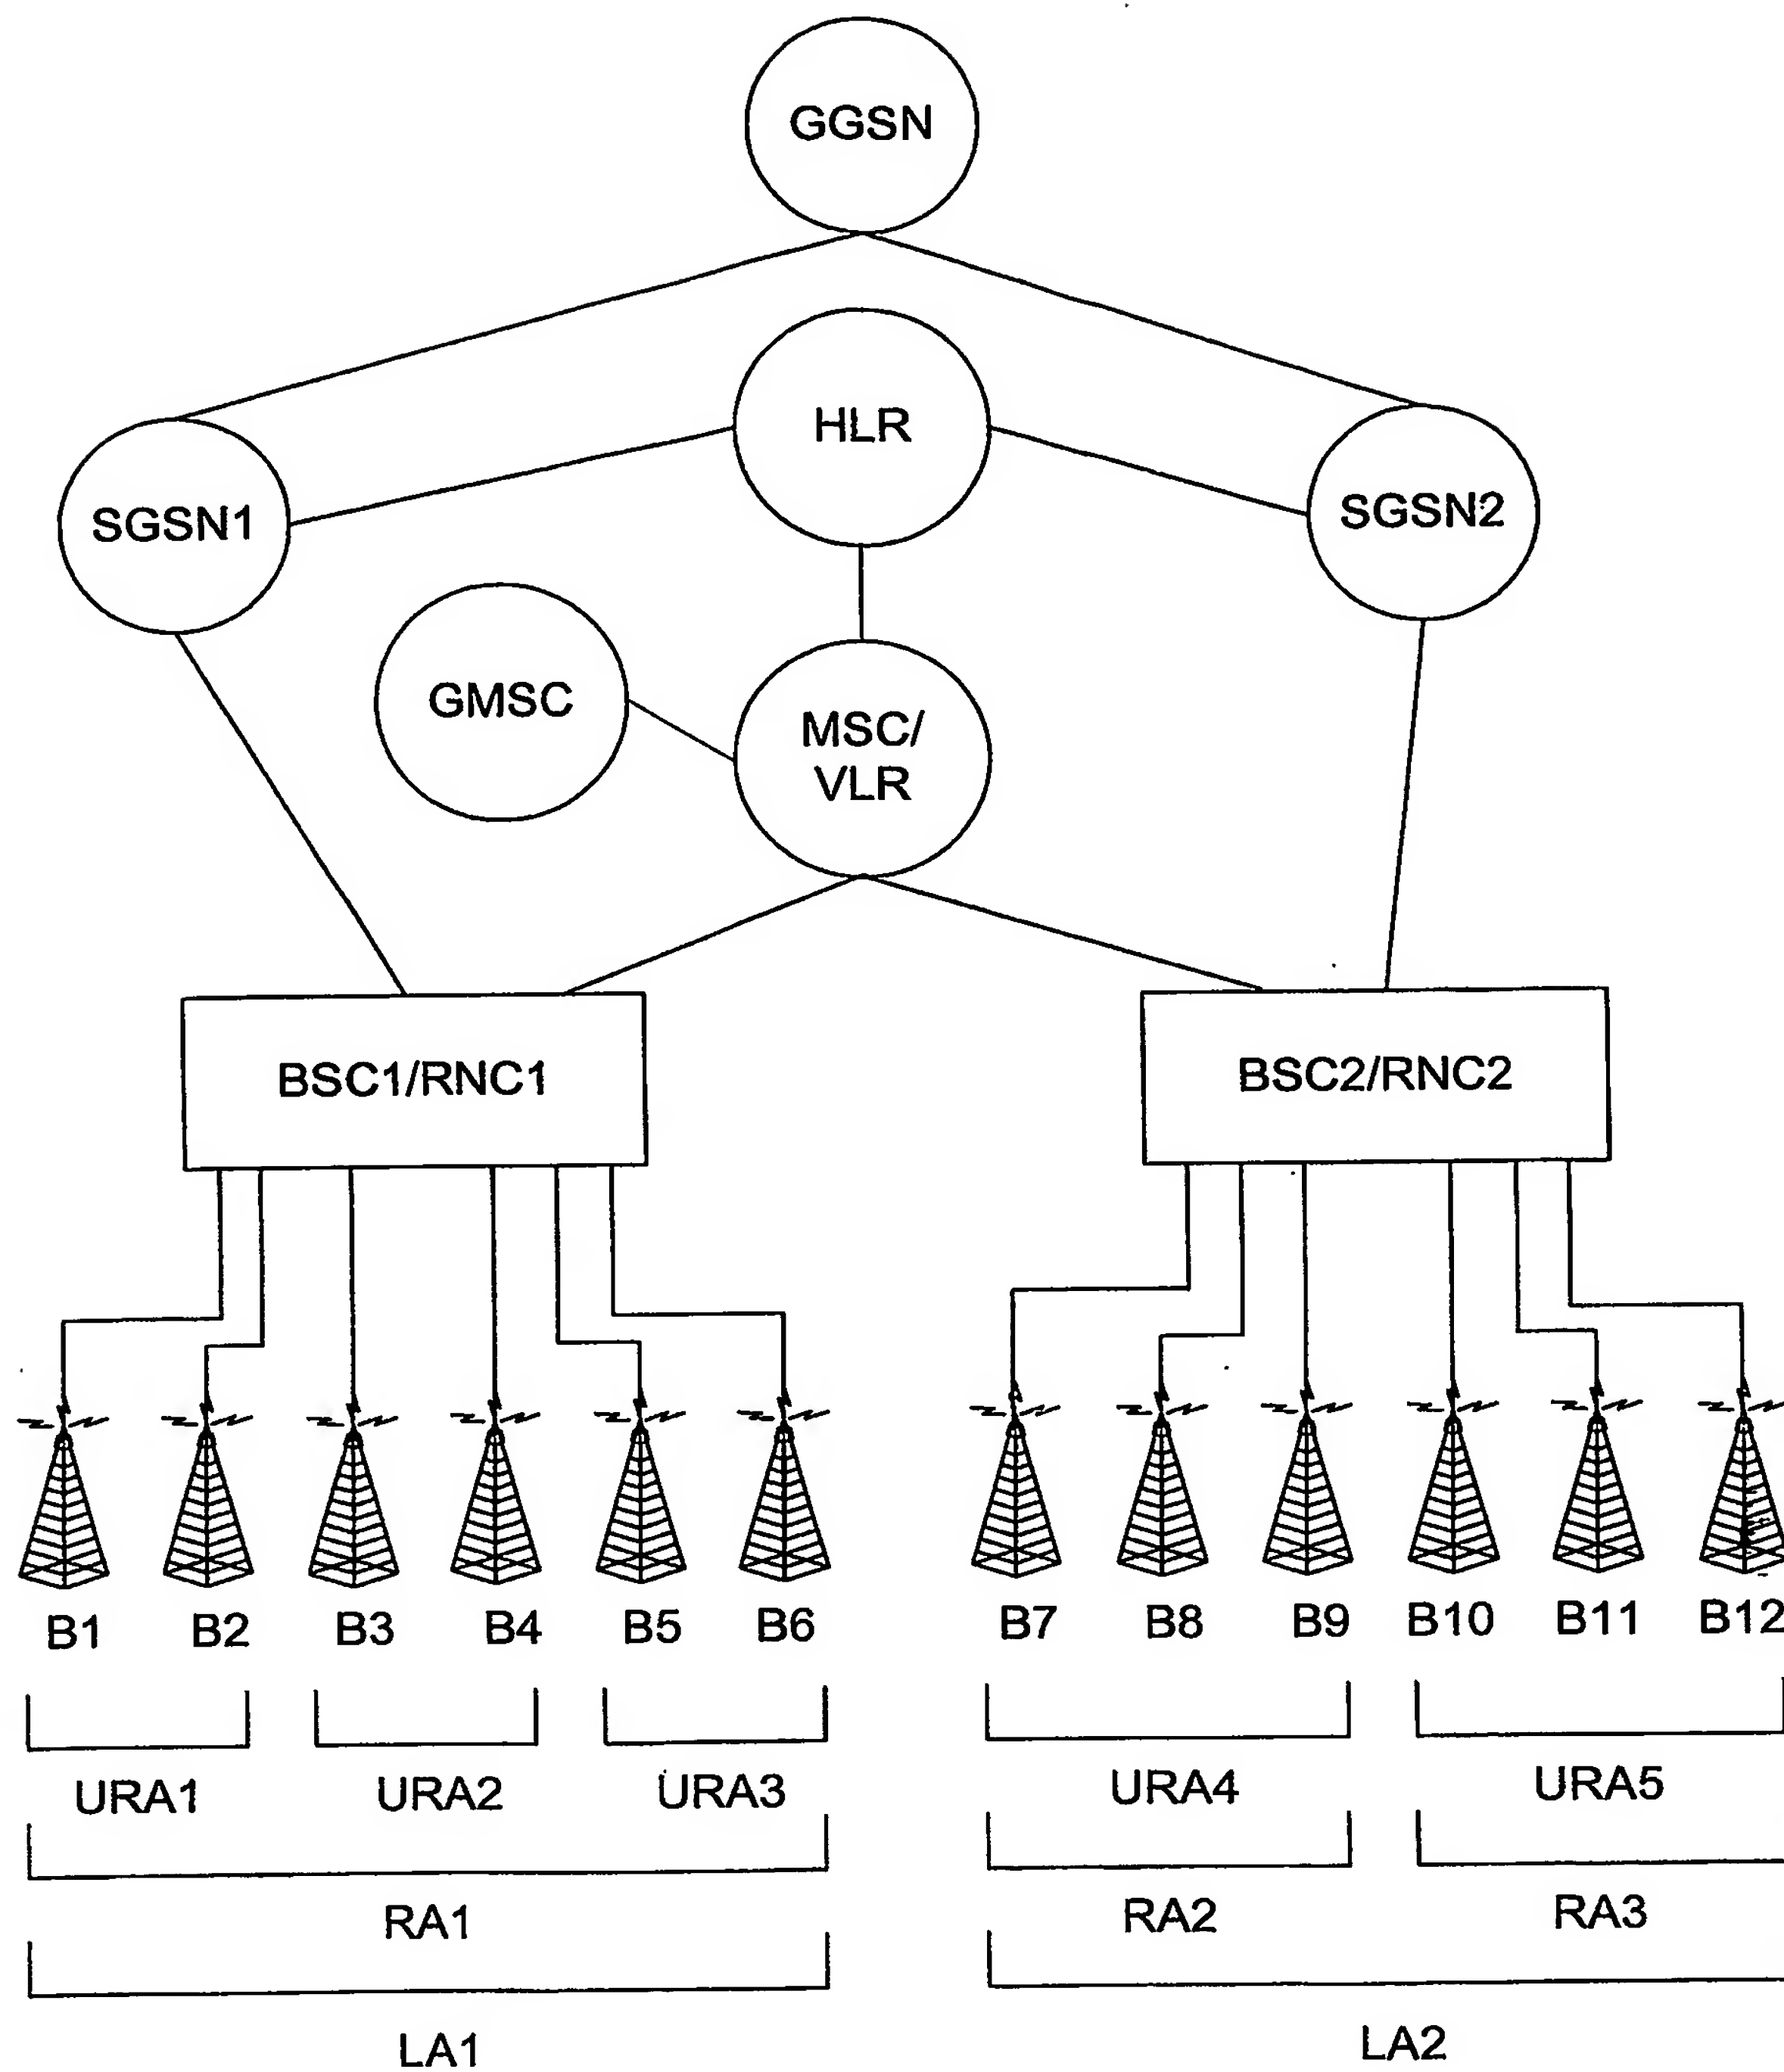 GGSN
HLR
SGSN1
SGSN2
GMSC
MSC/
VLR
BSC1/RNC1
BSC2/RNC2
B1 B2 B3 B4 B5 B6 B7 B8 B9 B10 B11 B12
URA1 URA2 URA3 URA4 URA5
RA1 RA2 RA3
LA1 LA2